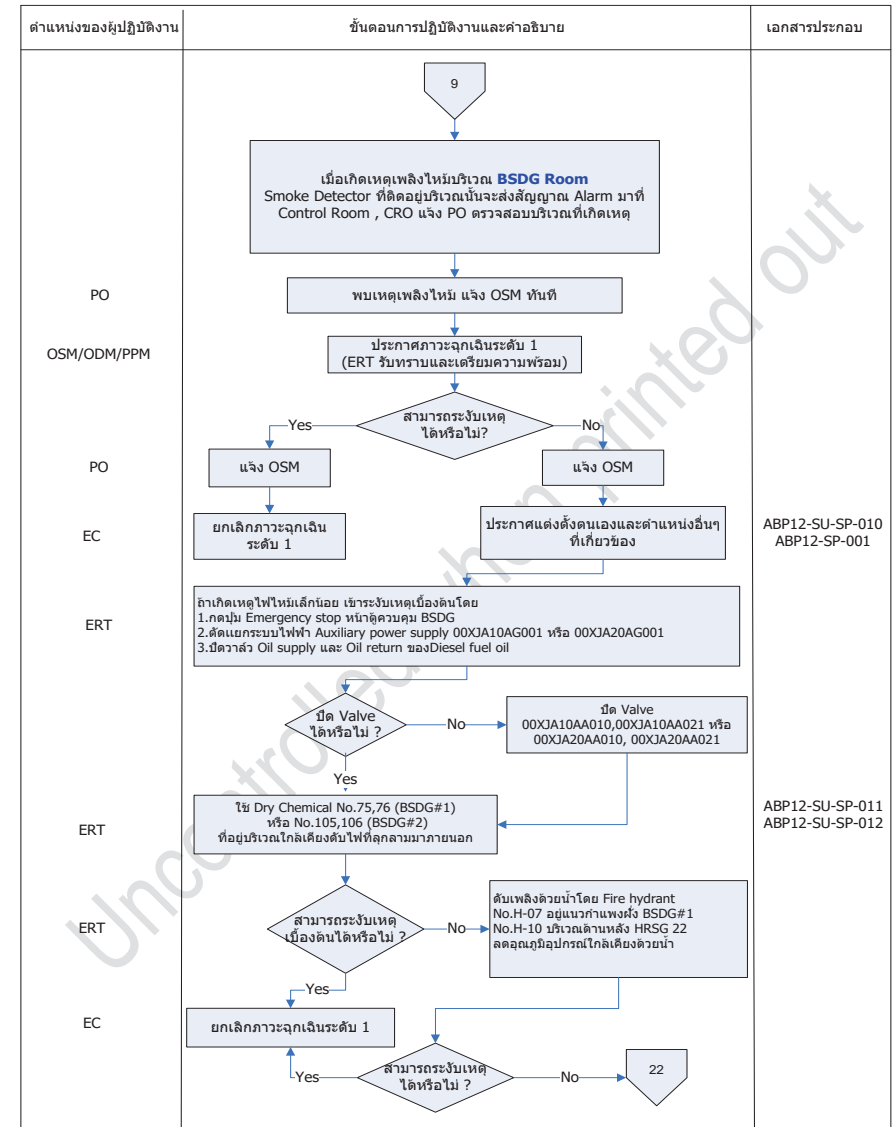 ตำแหน่งของผู้ปฏิบัติงาน
ขั้นตอนการปฏิบัติงานและคำอธิบาย
เอกสารประกอบ
9
เมื่อเกิดเหตุเพลิงไหม้บริเวณ BSDG Room
Smoke Detector ที่ติดอยู่บริเวณนั้นจะส่งสัญญาณ Alarm มาที่
Control Room , CRO แจ้ง PO ตรวจสอบบริเวณที่เกิดเหตุ
PO
พบเหตุเพลิงไหม้ แจ้ง OSM ทันที
OSM/ODM/PPM
ประกาศภาวะฉุกเฉินระดับ 1
(ERT รับทราบและเตรียมความพร้อม)
สามารถระงับเหตุ
ได้หรือไม่?
Yes
No
PO
แจ้ง OSM
แจ้ง OSM
EC
ยกเลิกภาวะฉุกเฉิน
ระดับ 1
ประกาศแต่งตั้งตนเองและตำแหน่งอื่นๆ
ที่เกี่ยวข้อง
ABP12-SU-SP-010
ABP12-SP-001
ERT
ถ้าเกิดเหตุไฟไหม้เล็กน้อย เข้าระงับเหตุเบื้องต้นโดย
1.กดปุ่ม Emergency stop หน้าตู้ควบคุม BSDG
2.ตัดแยกระบบไฟฟ้า Auxiliary power supply 00XJA10AG001 หรือ 00XJA20AG001
3.ปิดวาล์ว Oil supply และ Oil return ของDiesel fuel oil
ปิด Valve
ได้หรือไม่ ?
No
ปิด Valve
00XJA10AA010,00XJA10AA021 หรือ
00XJA20AA010, 00XJA20AA021
Yes
ERT
ใช้ Dry Chemical No.75,76 (BSDG#1)
หรือ No.105,106 (BSDG#2)
ที่อยู่บริเวณใกล้เคียงดับไฟที่ลุกลามมาภายนอก
ABP12-SU-SP-011
ABP12-SU-SP-012
ERT
สามารถระงับเหตุ
เบื้องต้นได้หรือไม่ ?
No
ดับเพลิงด้วยน้ำโดย Fire hydrant
No.H-07 อยู่แนวกำแพงฝั่ง BSDG#1
No.H-10 บริเวณด้านหลัง HRSG 22
ลดอุณภูมิอุปกรณ์ใกล้เคียงด้วยน้ำ
Yes
EC
ยกเลิกภาวะฉุกเฉินระดับ 1
สามารถระงับเหตุ
ได้หรือไม่ ?
Yes
No
22
Uncontrolled when printed out